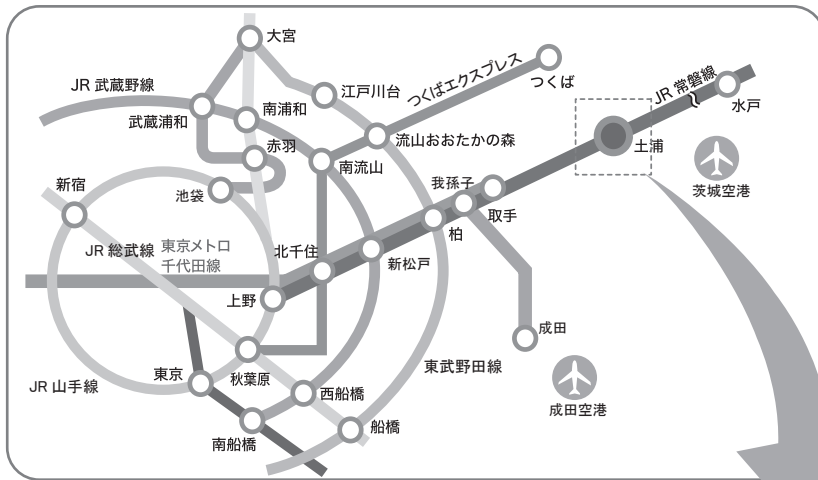 大宮
つくばエクスプレス
つくば
JR 常磐線
水戸
JR 武蔵野線
江戸川台
武蔵浦和
南浦和
流山おおたかの森
土浦
赤羽
南流山
茨城空港
新宿
池袋
我孫子
取手
柏
JR 総武線
東京メトロ
千代田線
北千住
新松戸
上野
成田
東京
秋葉原
東武野田線
JR 山手線
西船橋
成田空港
南船橋
船橋